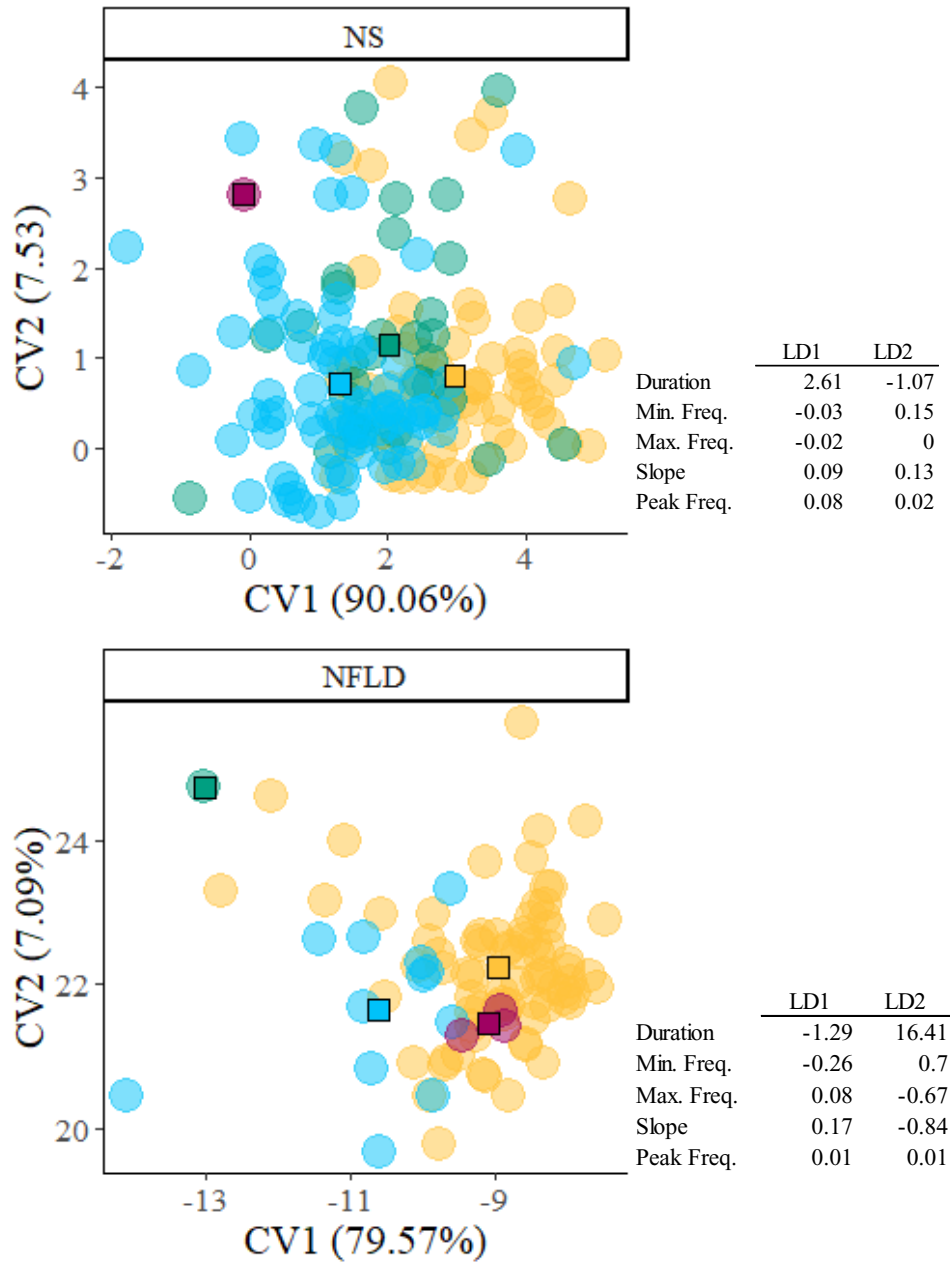 NS
4
3
2
1
0
CV2 (7.53)
-2 0 2 4
CV1 (90.06%)
LD1 LD2
Duration 2.61 -1.07
Min. Freq. -0.03 0.15
Max. Freq. -0.02 0
Slope 0.09 0.13
Peak Freq. 0.08 0.02
NFLD
24
22
20
CV2 (7.09%)
-13 -11 -9
CV1 (79.57%)
LD1 LD2
Duration -1.29 16.41
Min. Freq. -0.26 0.7
Max. Freq. 0.08 -0.67
Slope 0.17 -0.84
Peak Freq. 0.01 0.01